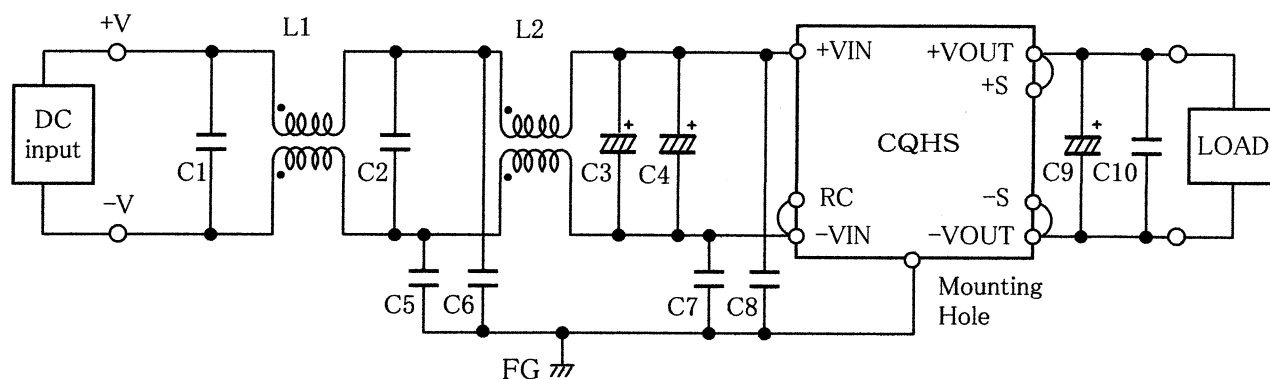 +V
L1
L2
+VIN
+VOUT
+S
DC
input
C1
C2
C3
+
C4
+
CQHS
C9
+
C10
LOAD
RC
-S
-V
-VIN
-VOUT
C5
C6
C7
C8
Mounting
Hole
FG